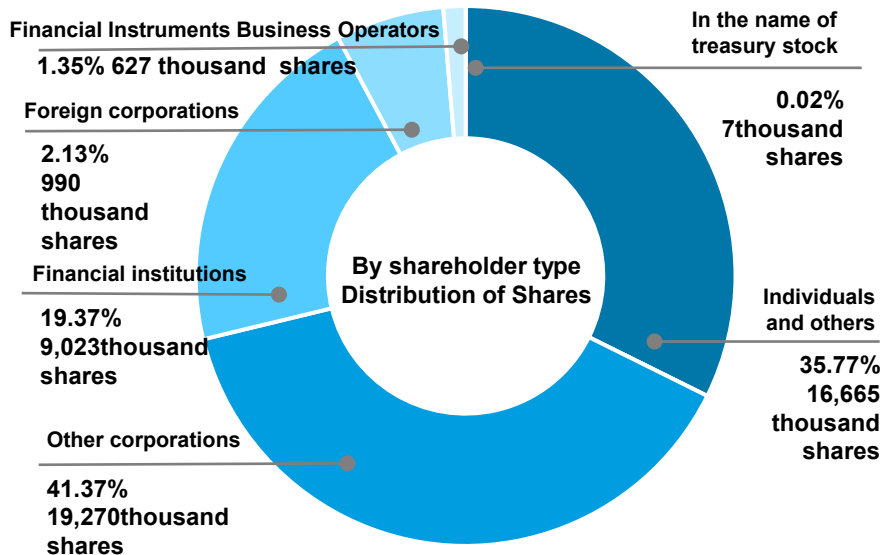 Financial Instruments Business Operators
1.35% 627 thousand shares
Foreign corporations
2.13%
990
thousand
shares
Financial institutions
19.37%
9,023thousand
shares
Other corporations
41.37%
19,270thousand
shares
By shareholder type
Distribution of Shares
In the name of
treasury stock
0.02%
7thousand
shares
Individuals
and others
35.77%
16,665
thousand
shares